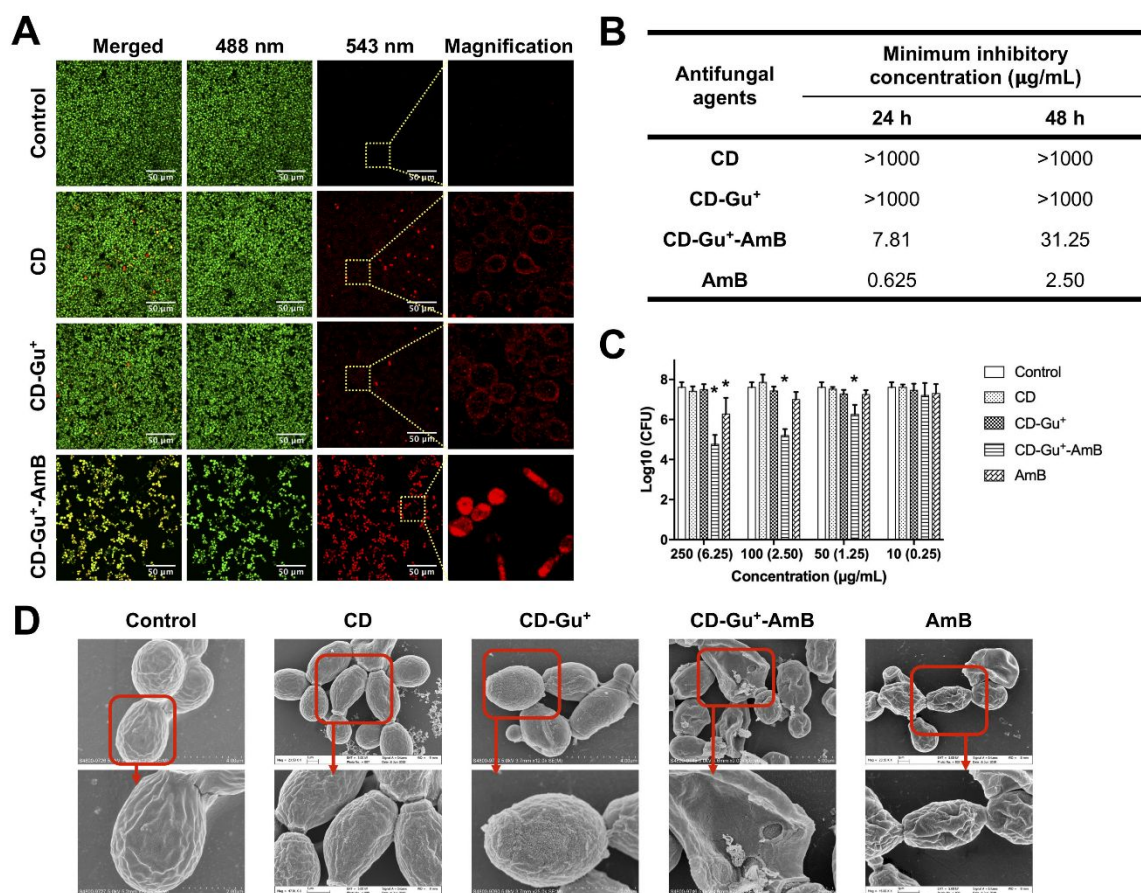 A
Merged 488 nm 543 nm Magnification
Control
50 µm 50 µm 50 µm
CD
50 µm 50 µm 50 µm
CD-Gu⁺
50 µm 50 µm 50 µm
CD-Gu⁺-AmB
50 µm 50 µm 50 µm
B
Antifungal agents
Minimum inhibitory
concentration (µg/mL)
24 h 48 h
CD >1000 >1000
CD-Gu⁺ >1000 >1000
CD-Gu⁺-AmB 7.81 31.25
AmB 0.625 2.50
C
Log10 (CFU)
8
6
4
2
0
* * * *
250 (6.25) 100 (2.50) 50 (1.25) 10 (0.25)
Concentration (µg/mL)
Control
CD
CD-Gu⁺
CD-Gu⁺-AmB
AmB
D
Control CD CD-Gu⁺ CD-Gu⁺-AmB AmB